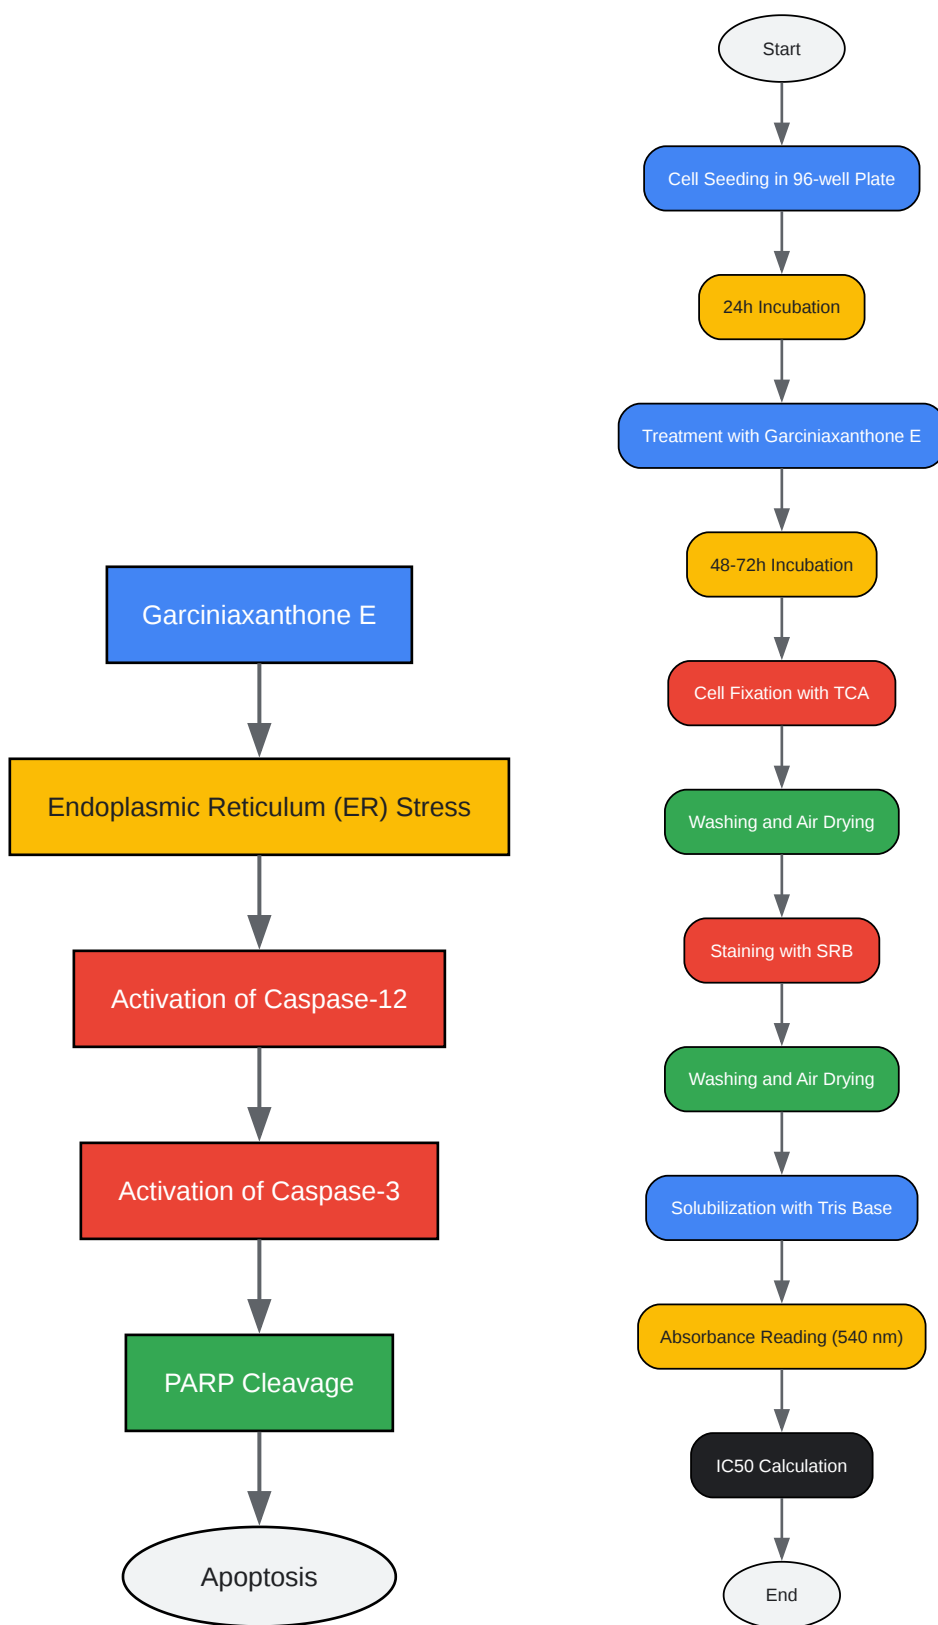 Garciniaxanthone E
Endoplasmic Reticulum (ER) Stress
Activation of Caspase-12
Activation of Caspase-3
PARP Cleavage
Apoptosis
Start
Cell Seeding in 96-well Plate
24h Incubation
Treatment with Garciniaxanthone E
48-72h Incubation
Cell Fixation with TCA
Washing and Air Drying
Staining with SRB
Washing and Air Drying
Solubilization with Tris Base
Absorbance Reading (540 nm)
IC50 Calculation
End